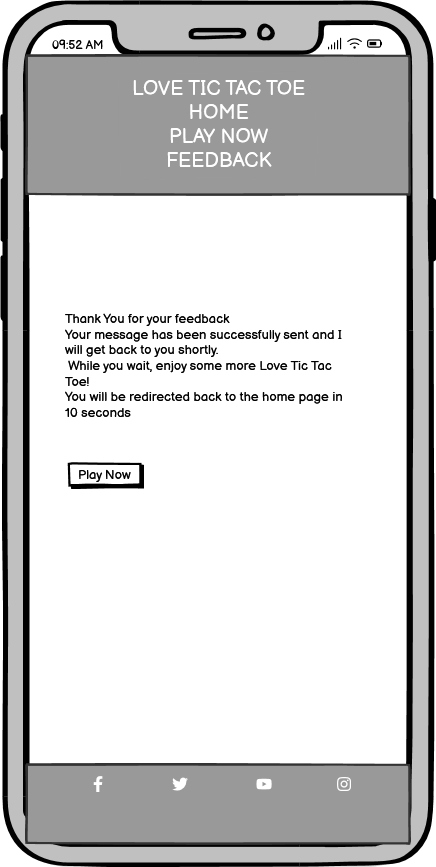 09:52 AM
LOVE TIC TAC TOE
HOME
PLAY NOW
FEEDBACK
Thank You for your feedback
Your message has been successfully sent and I
will get back to you shortly.
While you wait, enjoy some more Love Tic Tac
Toe!
You will be redirected back to the home page in
10 seconds
Play Now